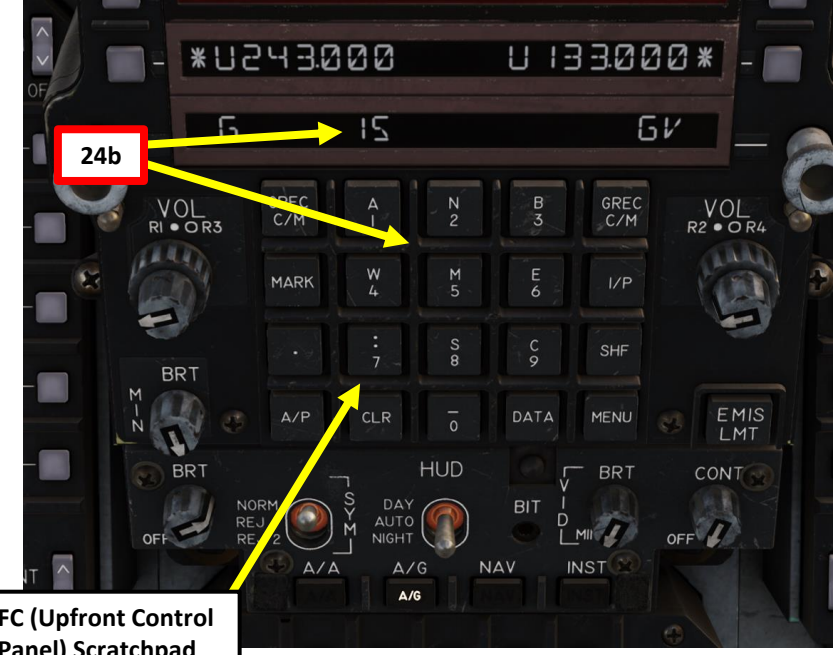 *U243.000 U133.000*
G 15 GV
24b
VOL
R1 ● O R3
GREC C/M
A 1
N 2
B 3
GREC C/M
VOL
R2 ● O R4
MARK
W 4
M 5
E 6
I/P
.
: 7
S 8
C 9
SHF
BRT
MIN
A/P
CLR
– 0
DATA
MENU
EMIS LMT
BRT
OFF
NORM
REJ
SYM
HUD
DAY
AUTO
NIGHT
BIT
VID
BRT
CONT
OFF
A/A
A/G
NAV
INST
A/G
FC (Upfront Control
Panel) Scratchpad